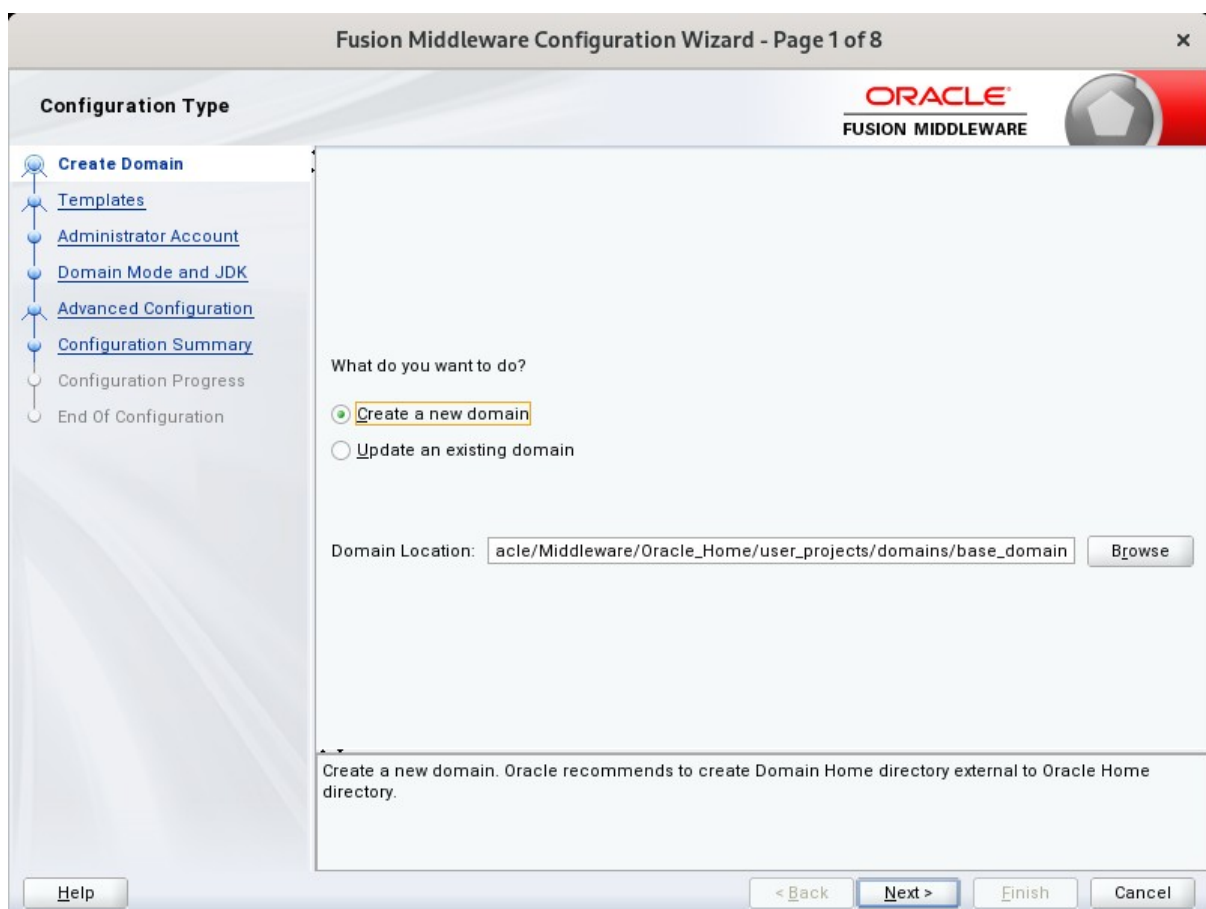 Fusion Middleware Configuration Wizard - Page 1 of 8
Configuration Type
ORACLE
FUSION MIDDLEWARE
Create Domain
Templates
Administrator Account
Domain Mode and JDK
Advanced Configuration
Configuration Summary
Configuration Progress
End Of Configuration
What do you want to do?
Create a new domain
Update an existing domain
Domain Location: acle/Middleware/Oracle_Home/user_projects/domains/base_domain Browse
Create a new domain. Oracle recommends to create Domain Home directory external to Oracle Home
directory.
Help < Back Next > Finish Cancel